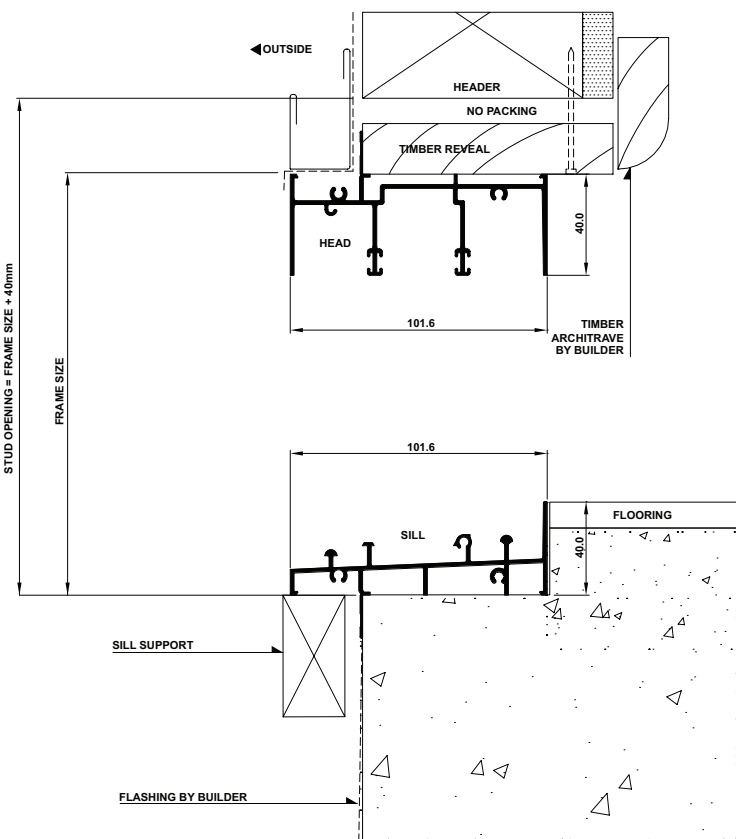 OUTSIDE
HEADER
NO PACKING
TIMBER REVEAL
HEAD
40.0
101.6
TIMBER
ARCHITRAVE
BY BUILDER
STUD OPENING = FRAME SIZE + 40mm
FRAME SIZE
101.6
SILL
FLOORING
40.0
SILL SUPPORT
FLASHING BY BUILDER